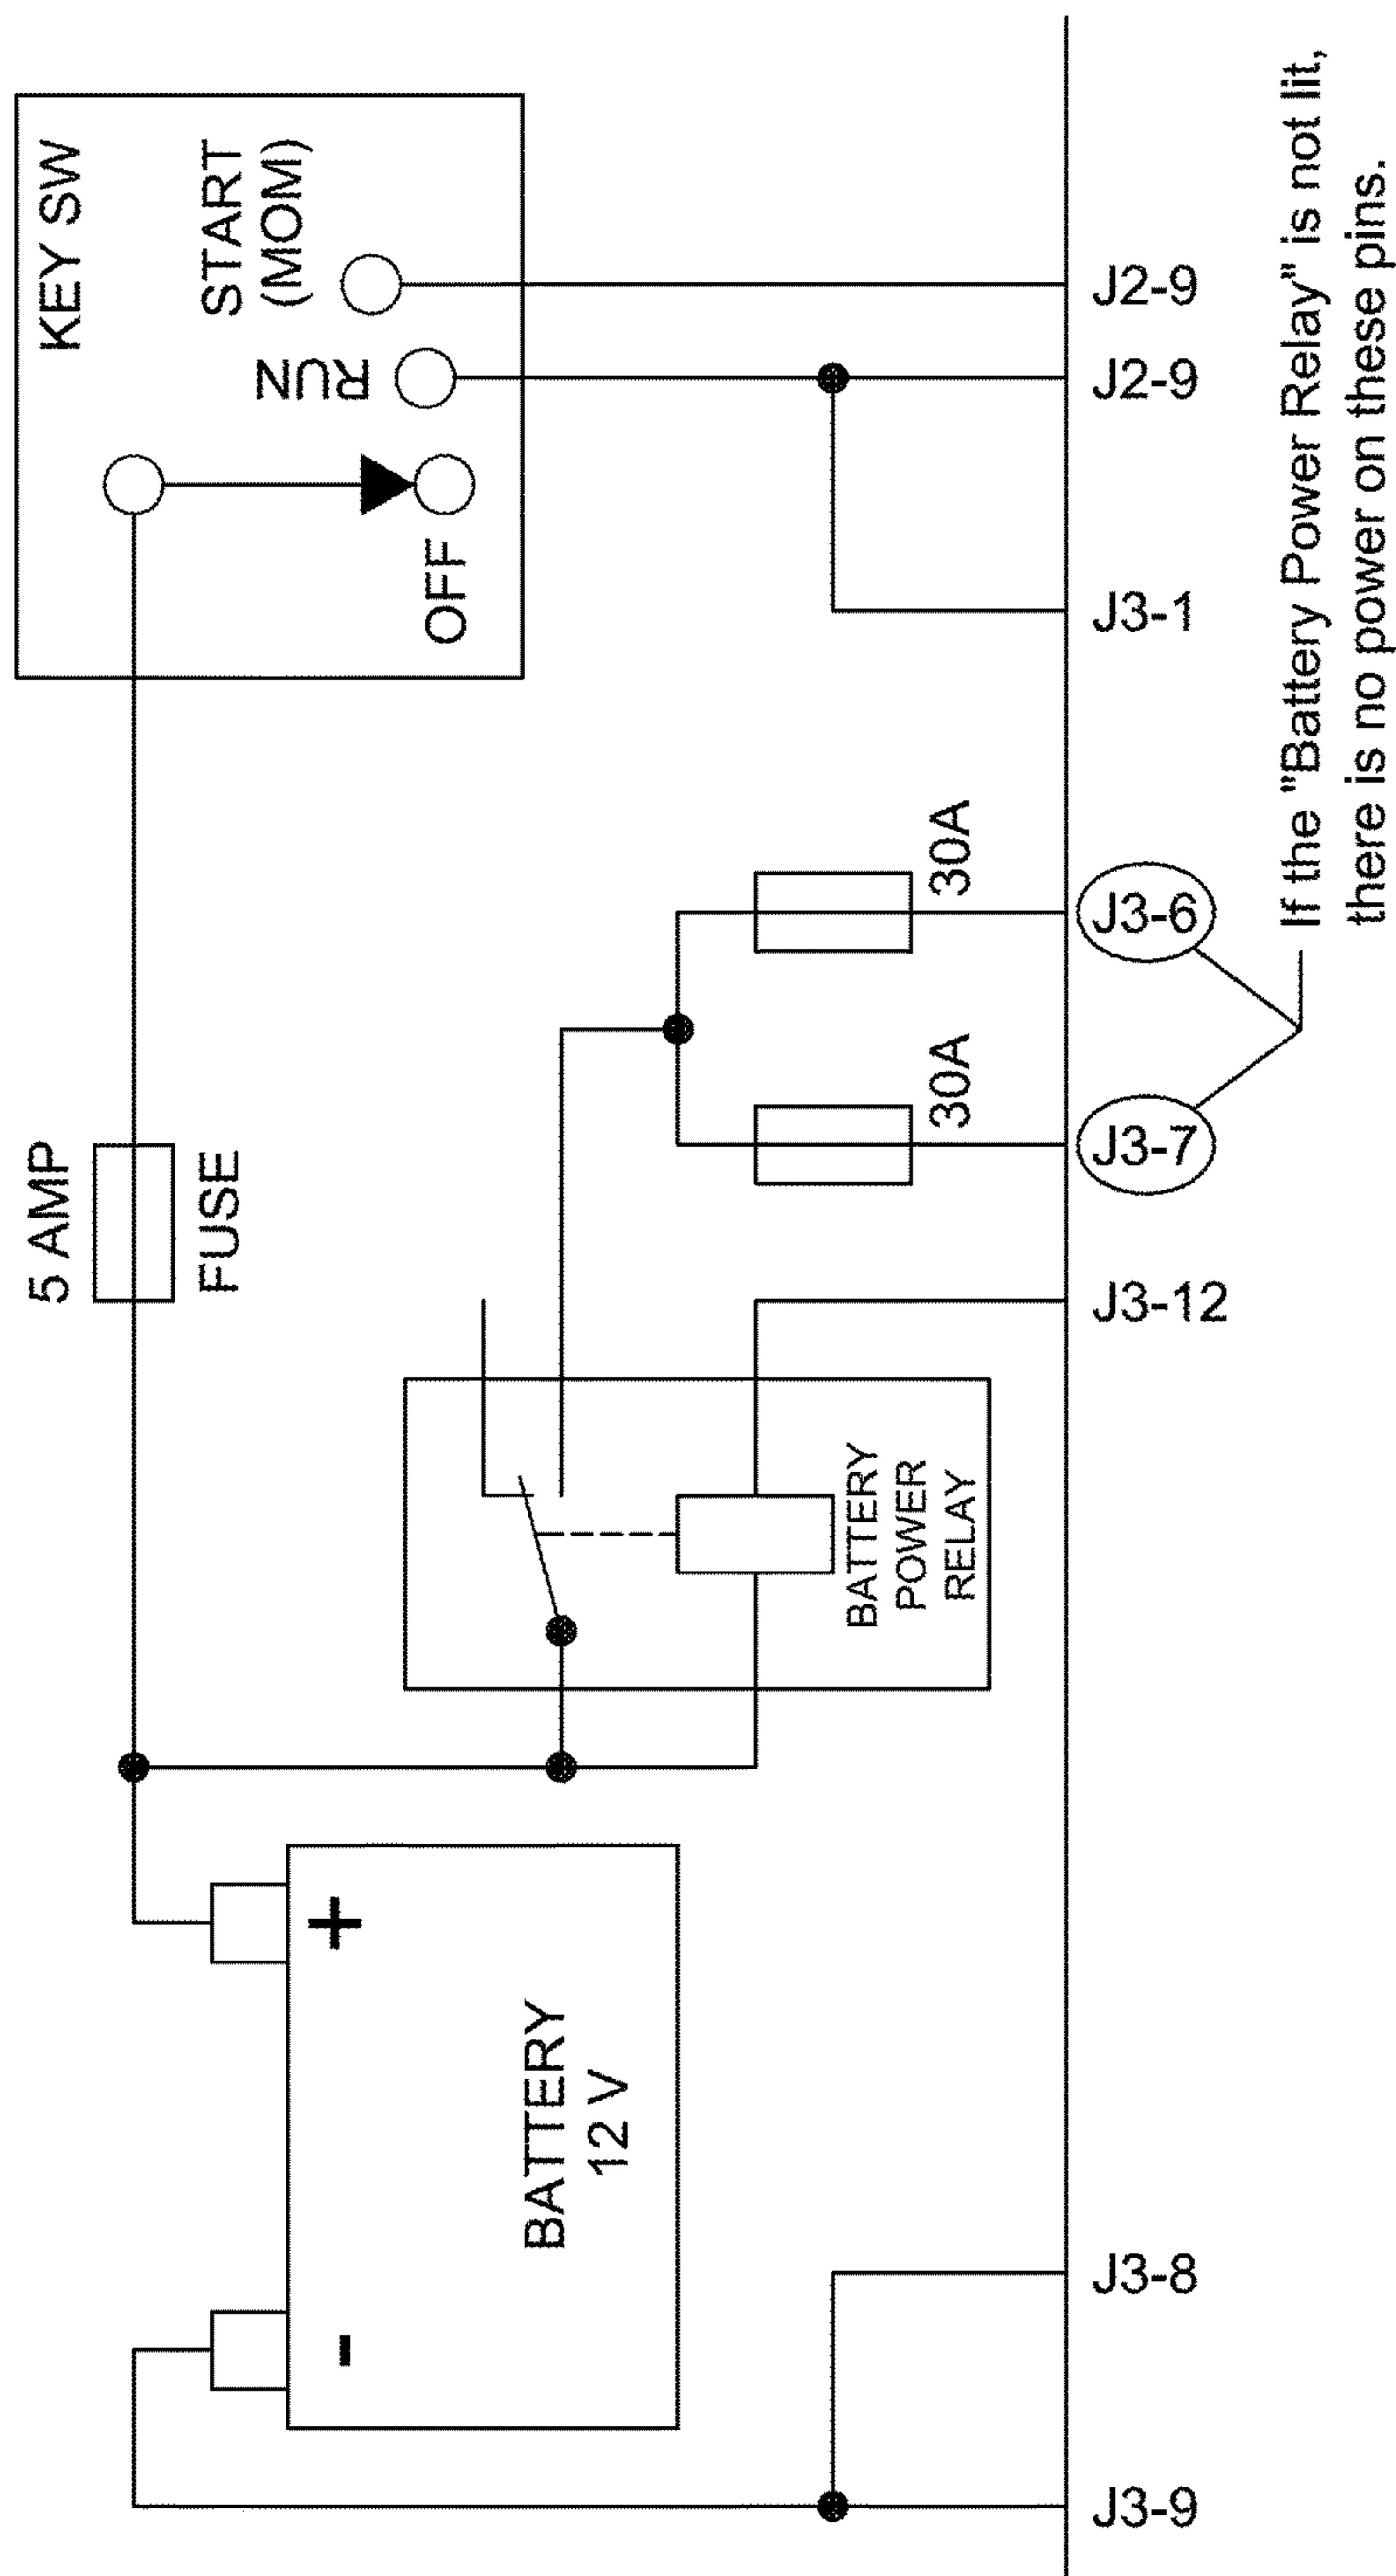 5 AMP
FUSE
KEY SW
START
(MOM)
RUN
OFF
+
-
BATTERY
12 V
BATTERY
POWER
RELAY
30A
30A
J3-9
J3-8
J3-12
J3-7
J3-6
J3-1
J2-9
J2-9
If the "Battery Power Relay" is not lit,
there is no power on these pins.